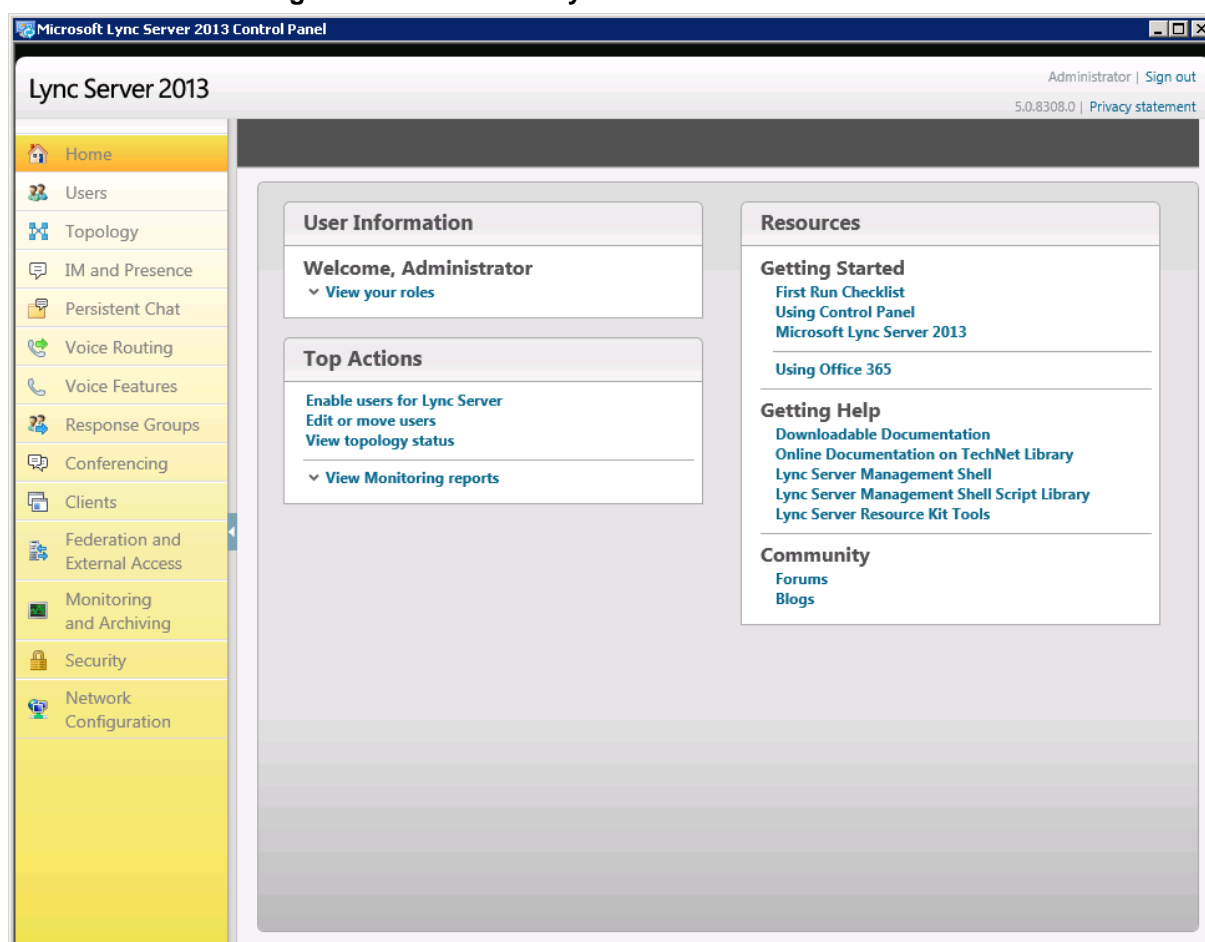 Microsoft Lync Server 2013 Control Panel
Lync Server 2013
Administrator | Sign out
5.0.8308.0 | Privacy statement
Home
Users
Topology
IM and Presence
Persistent Chat
Voice Routing
Voice Features
Response Groups
Conferencing
Clients
Federation and
External Access
Monitoring
and Archiving
Security
Network
Configuration
User Information
Welcome, Administrator
View your roles
Top Actions
Enable users for Lync Server
Edit or move users
View topology status
View Monitoring reports
Resources
Getting Started
First Run Checklist
Using Control Panel
Microsoft Lync Server 2013
Using Office 365
Getting Help
Downloadable Documentation
Online Documentation on TechNet Library
Lync Server Management Shell
Lync Server Management Shell Script Library
Lync Server Resource Kit Tools
Community
Forums
Blogs